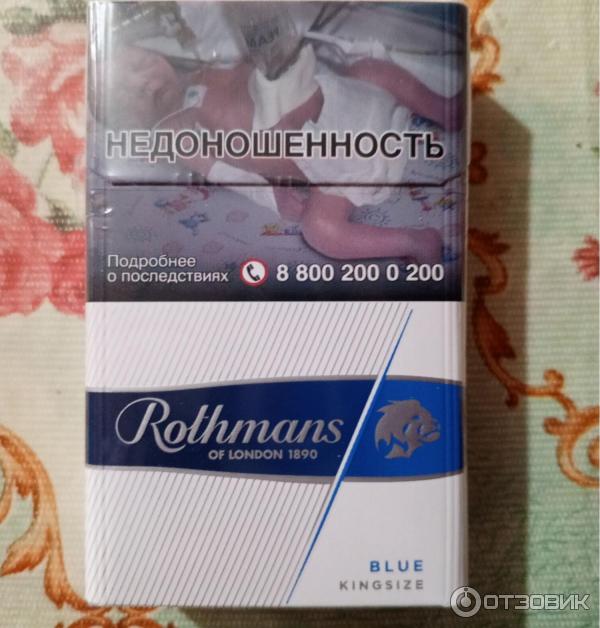 НЕДОНОШЕННОСТЬ
Подробнее
о последствиях
8 800 200 0 200
Rothmans
OF LONDON 1890
BLUE
KINGSIZE
ОТЗОВИК